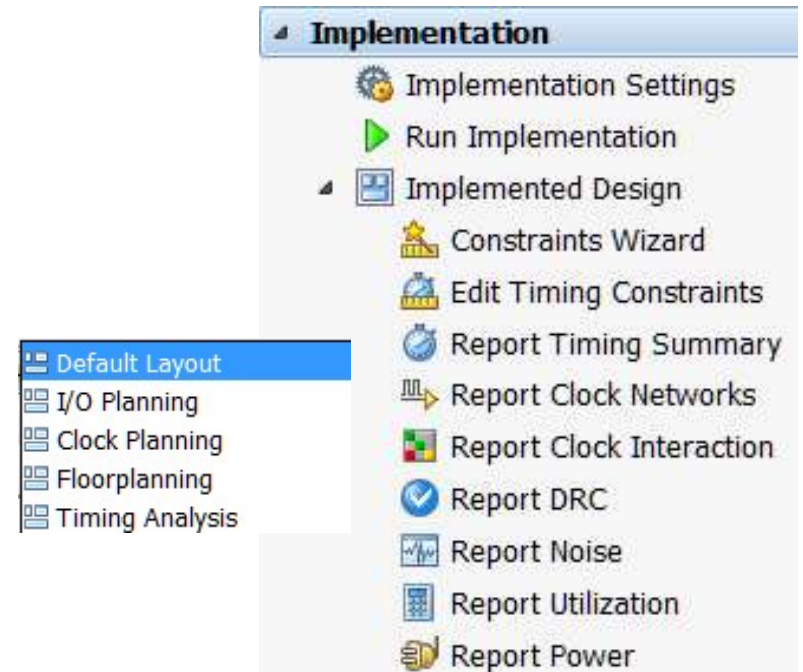 Implementation
Implementation Settings
Run Implementation
Implemented Design
Constraints Wizard
Edit Timing Constraints
Report Timing Summary
Report Clock Networks
Report Clock Interaction
Report DRC
Report Noise
Report Utilization
Report Power
Default Layout
I/O Planning
Clock Planning
Floorplanning
Timing Analysis